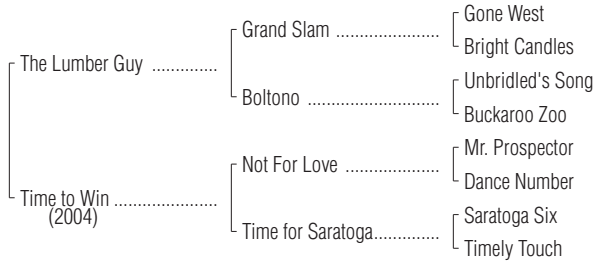 Gone West
Grand Slam ....................
Bright Candles
The Lumber Guy .............
Unbridled's Song
Boltono .........................
Buckaroo Zoo
Mr. Prospector
Not For Love ..................
Dance Number
Time to Win ....................
(2004)
Saratoga Six
Time for Saratoga.............
Timely Touch